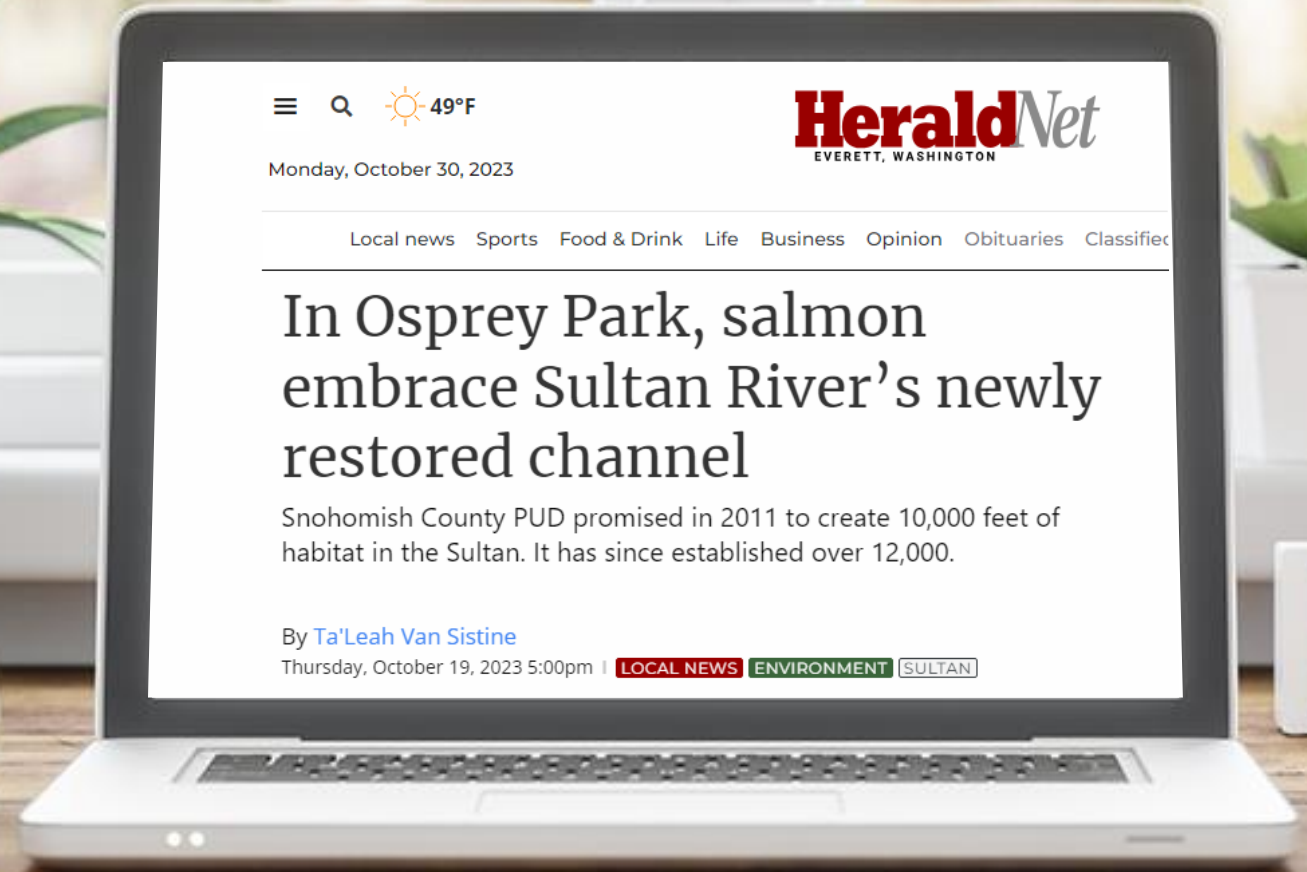 49°F
HeraldNet
EVERETT, WASHINGTON
Monday, October 30, 2023
Local news Sports Food & Drink Life Business Opinion Obituaries Classified
In Osprey Park, salmon
embrace Sultan River’s newly
restored channel
Snohomish County PUD promised in 2011 to create 10,000 feet of
habitat in the Sultan. It has since established over 12,000.
By Ta'Leah Van Sistine
Thursday, October 19, 2023 5:00pm | LOCAL NEWS ENVIRONMENT SULTAN